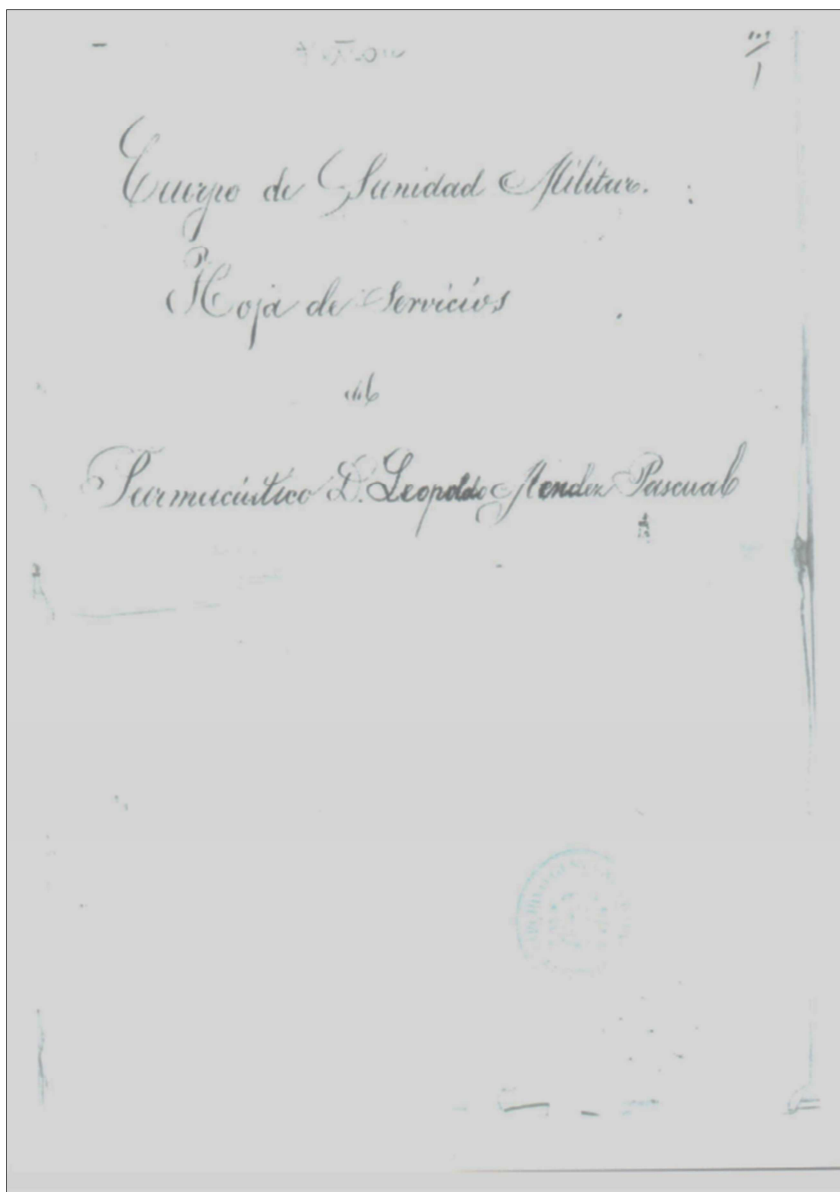 Cuerpo de Sanidad Militar.
Hoja de Servicios
del
Farmacéutico D. Leopoldo Mendez Pascual